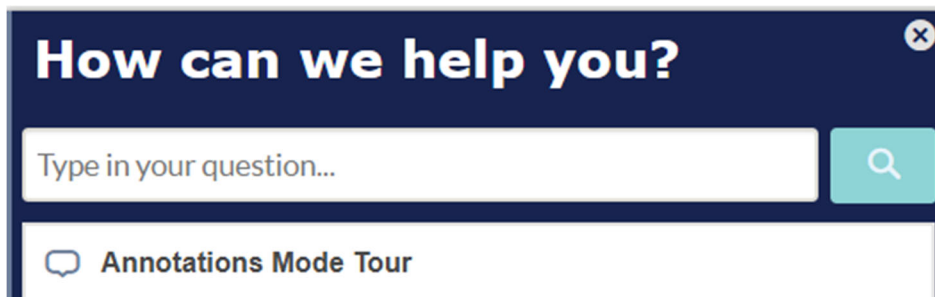 How can we help you?
Type in your question...
Annotations Mode Tour